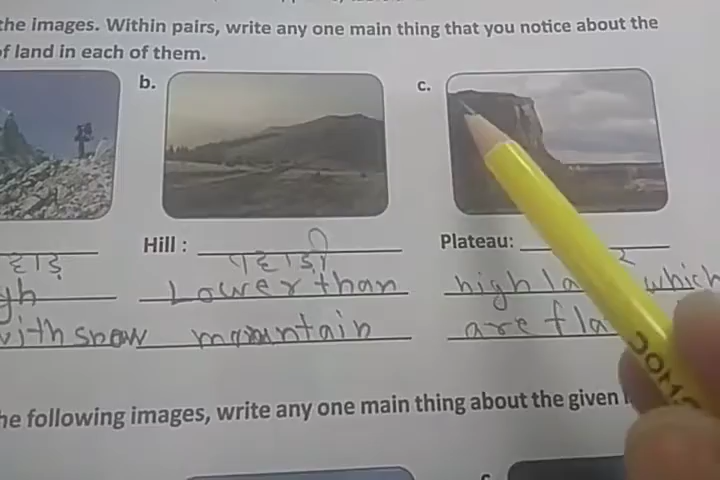 the images. Within pairs, write any one main thing that you notice about the
of land in each of them.
b.
c.
Hill :
Plateau:
पहाड़ी
Lower than
high la which
with snow
mountain
are fla
he following images, write any one main thing about the given
DOMS